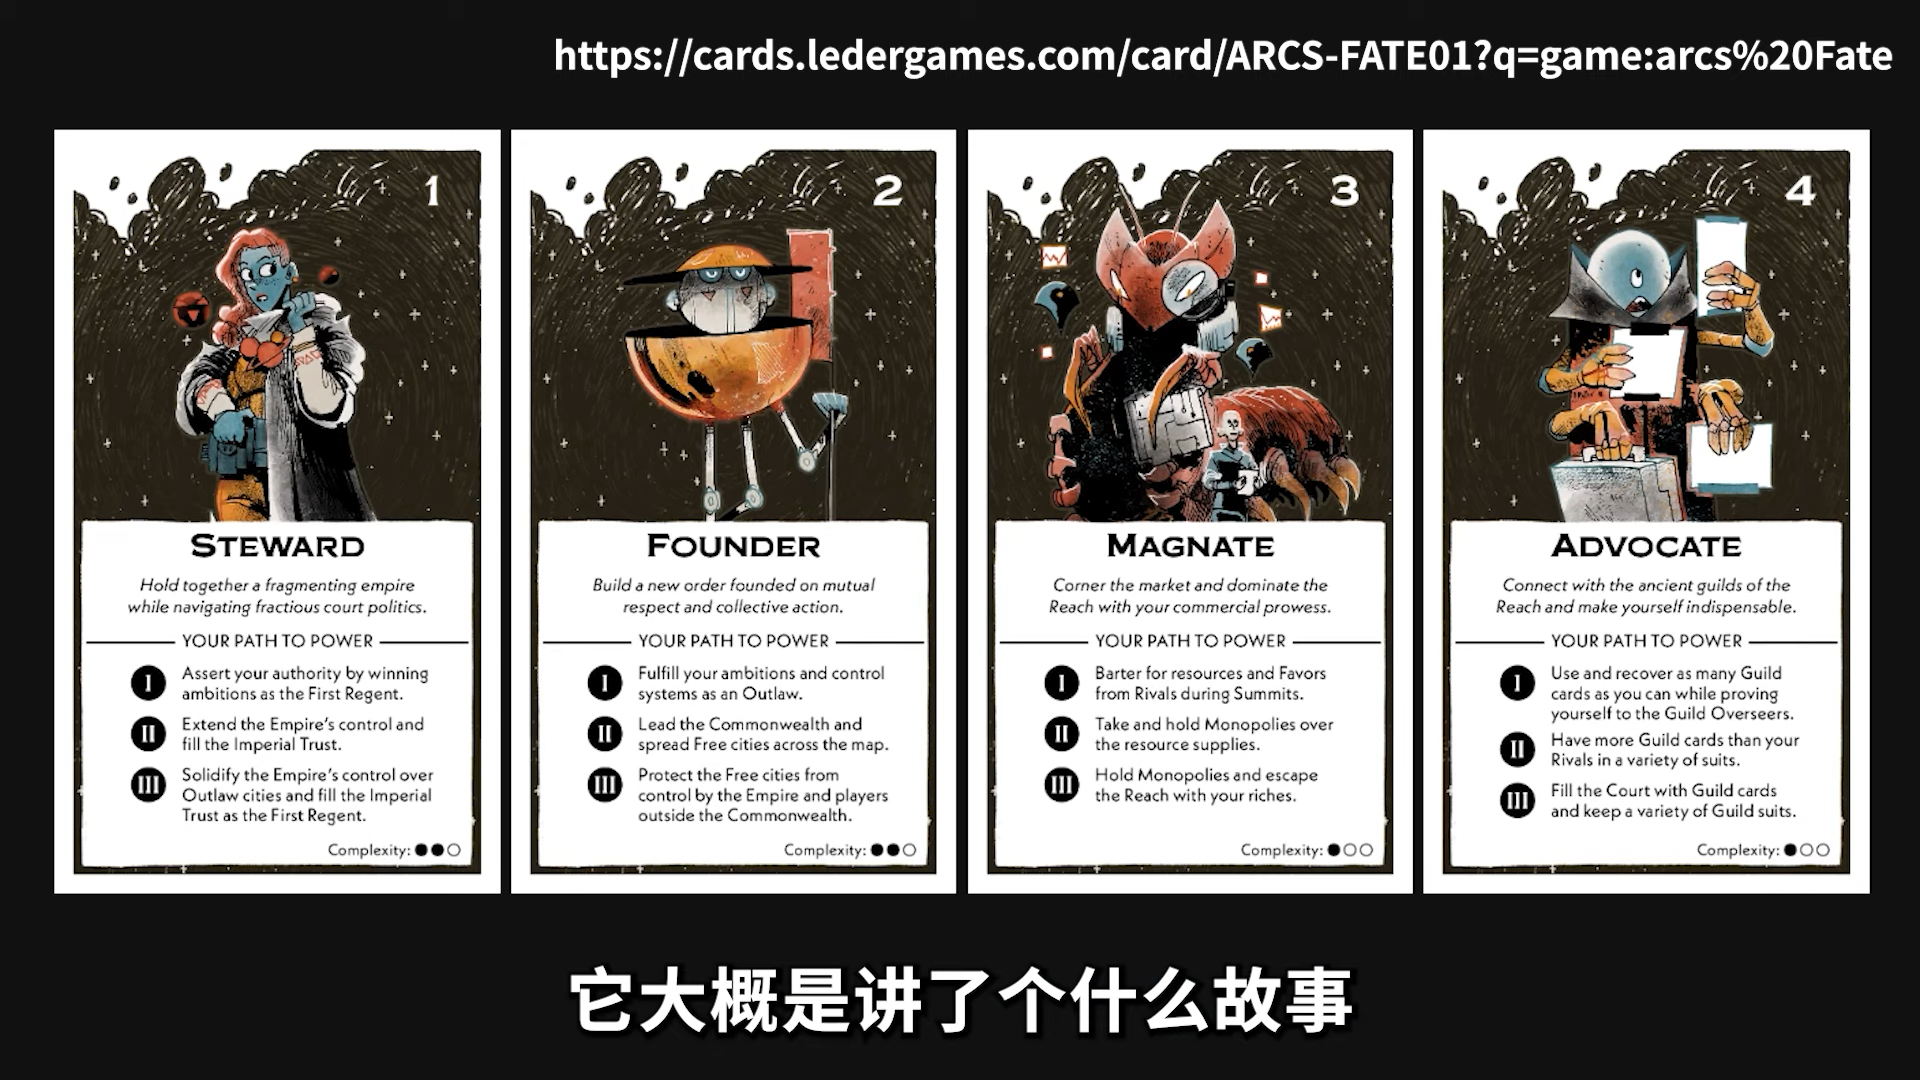 https://cards.ledergames.com/card/ARCS-FATE01?q=game:arcs%20Fate
1
STEWARD
Hold together a fragmenting empire
while navigating fractious court politics.
YOUR PATH TO POWER
I Assert your authority by winning
ambitions as the First Regent.
II Extend the Empire's control and
fill the Imperial Trust.
III Solidify the Empire's control over
Outlaw cities and fill the Imperial
Trust as the First Regent.
Complexity:
2
FOUNDER
Build a new order founded on mutual
respect and collective action.
YOUR PATH TO POWER
I Fulfill your ambitions and control
systems as an Outlaw.
II Lead the Commonwealth and
spread Free cities across the map.
III Protect the Free cities from
control by the Empire and players
outside the Commonwealth.
Complexity:
3
MAGNATE
Corner the market and dominate the
Reach with your commercial prowess.
YOUR PATH TO POWER
I Barter for resources and Favors
from Rivals during Summits.
II Take and hold Monopolies over
the resource supplies.
III Hold Monopolies and escape
the Reach with your riches.
Complexity:
4
ADVOCATE
Connect with the ancient guilds of the
Reach and make yourself indispensable.
YOUR PATH TO POWER
I Use and recover as many Guild
cards as you can while proving
yourself to the Guild Overseers.
II Have more Guild cards than your
Rivals in a variety of suits.
III Fill the Court with Guild cards
and keep a variety of Guild suits.
Complexity:
它大概是讲了个什么故事